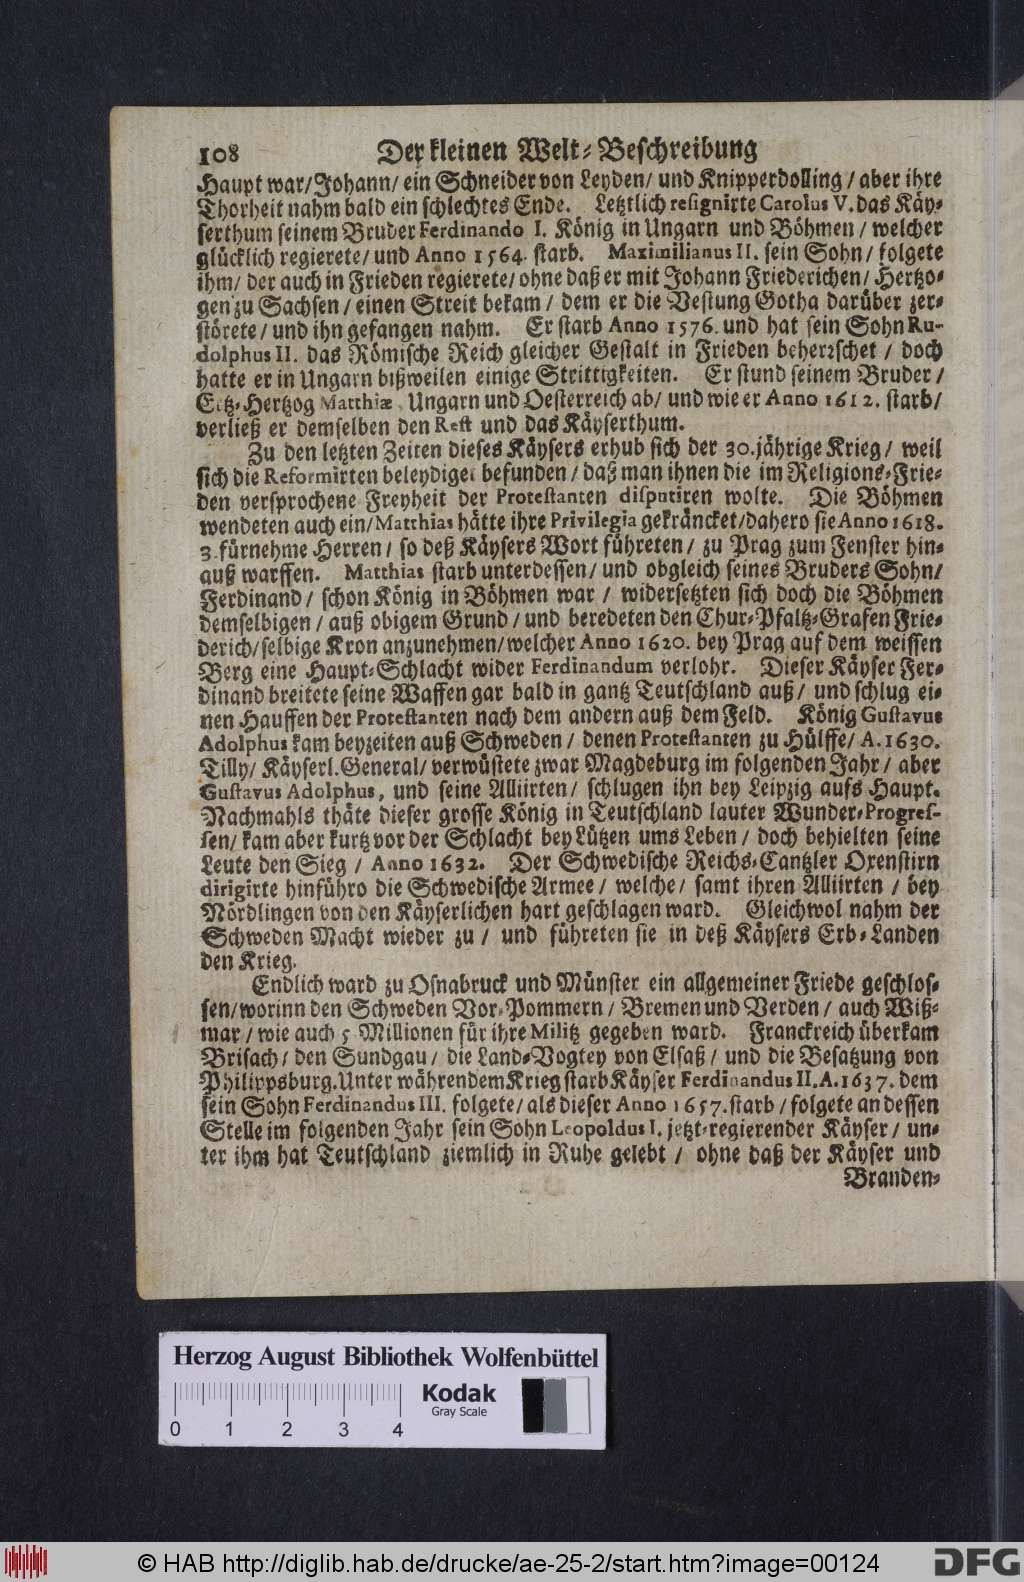 108 Der kleinen Welt-Beschreibung
Haupt war/Johann/ ein Schneider von Leyden/ und Knipperdolling / aber ihre
Thorheit nahm bald ein schlechtes Ende. Letztlich resignirte Carolus V. das Käy-
serthum seinem Bruder Ferdinando I. König in Ungarn und Böhmen / welcher
glücklich regierete/ und Anno 1564. starb. Maximilianus II. sein Sohn/ folgete
ihm/ der auch in Frieden regierete/ ohne daß er mit Johann Friederichen/ Hertzo-
gen zu Sachsen / einen Streit bekam / dem er die Vestung Gotha darüber zer-
störete/ und ihn gefangen nahm. Er starb Anno 1576. und hat sein Sohn Ru-
dolphus II. das Römische Reich gleicher Gestalt in Frieden beherrschet / doch
hatte er in Ungarn bißweilen einige Strittigkeiten. Er stund seinem Bruder /
Ertz-Hertzog Matthiæ, Ungarn und Oesterreich ab/ und wie er Anno 1612. starb/
verließ er demselben den Rest und das Käyserthum.
Zu den letzten Zeiten dieses Käysers erhub sich der 30.jährige Krieg / weil
sich die Reformirten beleydiget befunden/ daß man ihnen die im Religions-Frie-
den versprochene Freyheit der Protestanten disputiren wolte. Die Böhmen
wendeten auch ein/Matthias hätte ihre Privilegia gekräncket/dahero sie Anno 1618.
3 fürnehme Herren / so deß Käysers Wort führeten / zu Prag zum Fenster hin-
auß warffen. Matthias starb unterdessen/ und obgleich seines Bruders Sohn/
Ferdinand / schon König in Böhmen war / widersetzten sich doch die Böhmen
demselbigen / auß obigem Grund / und beredeten den Chur-Pfaltz-Grafen Frie-
derich/selbige Kron anzunehmen/welcher Anno 1620. bey Prag auf dem weissen
Berg eine Haupt-Schlacht wider Ferdinandum verlohr. Dieser Käyser Fer-
dinand breitete seine Waffen gar bald in gantz Teutschland auß/ und schlug ei-
nen Hauffen der Protestanten nach dem andern auß dem Feld. König Gustavus
Adolphus kam beyzeiten auß Schweden / denen Protestanten zu Hülffe/ A.1630.
Tilly/ Käyserl. General/ verwüstete zwar Magdeburg im folgenden Jahr / aber
Gustavus Adolphus, und seine Alliirten / schlugen ihn bey Leipzig aufs Haupt.
Nachmahls thäte dieser grosse König in Teutschland lauter Wunder-Progres-
sen/ kam aber kurtz vor der Schlacht bey Lützen ums Leben / doch behielten seine
Leute den Sieg / Anno 1632. Der Schwedische Reichs-Cantzler Oxenstirn
dirigirte hinführo die Schwedische Armee / welche/ samt ihren Alliirten / bey
Nördlingen von den Käyserlichen hart geschlagen ward. Gleichwol nahm der
Schweden Macht wieder zu / und führeten sie in deß Käysers Erb-Landen
den Krieg.
Endlich ward zu Osnabruck und Münster ein allgemeiner Friede geschlos-
sen/worinn den Schweden Vor-Pommern / Bremen und Verden / auch Wiß-
mar / wie auch 5. Millionen für ihre Militz gegeben ward. Franckreich überkam
Brisach / den Sundgau / die Land-Vogtey von Elsaß / und die Besatzung von
Philippsburg. Unter währendem Krieg starb Käyser Ferdinandus II. A.1637. dem
sein Sohn Ferdinandus III. folgete/ als dieser Anno 1657. starb / folgete an dessen
Stelle im folgenden Jahr sein Sohn Leopoldus I. jetzt-regierender Käyser / un-
ter ihm hat Teutschland ziemlich in Ruhe gelebt / ohne daß der Käyser und
Branden-
Herzog August Bibliothek Wolfenbüttel
Kodak
Gray Scale
0 1 2 3 4
© HAB http://diglib.hab.de/drucke/ae-25-2/start.htm?image=00124
DFG